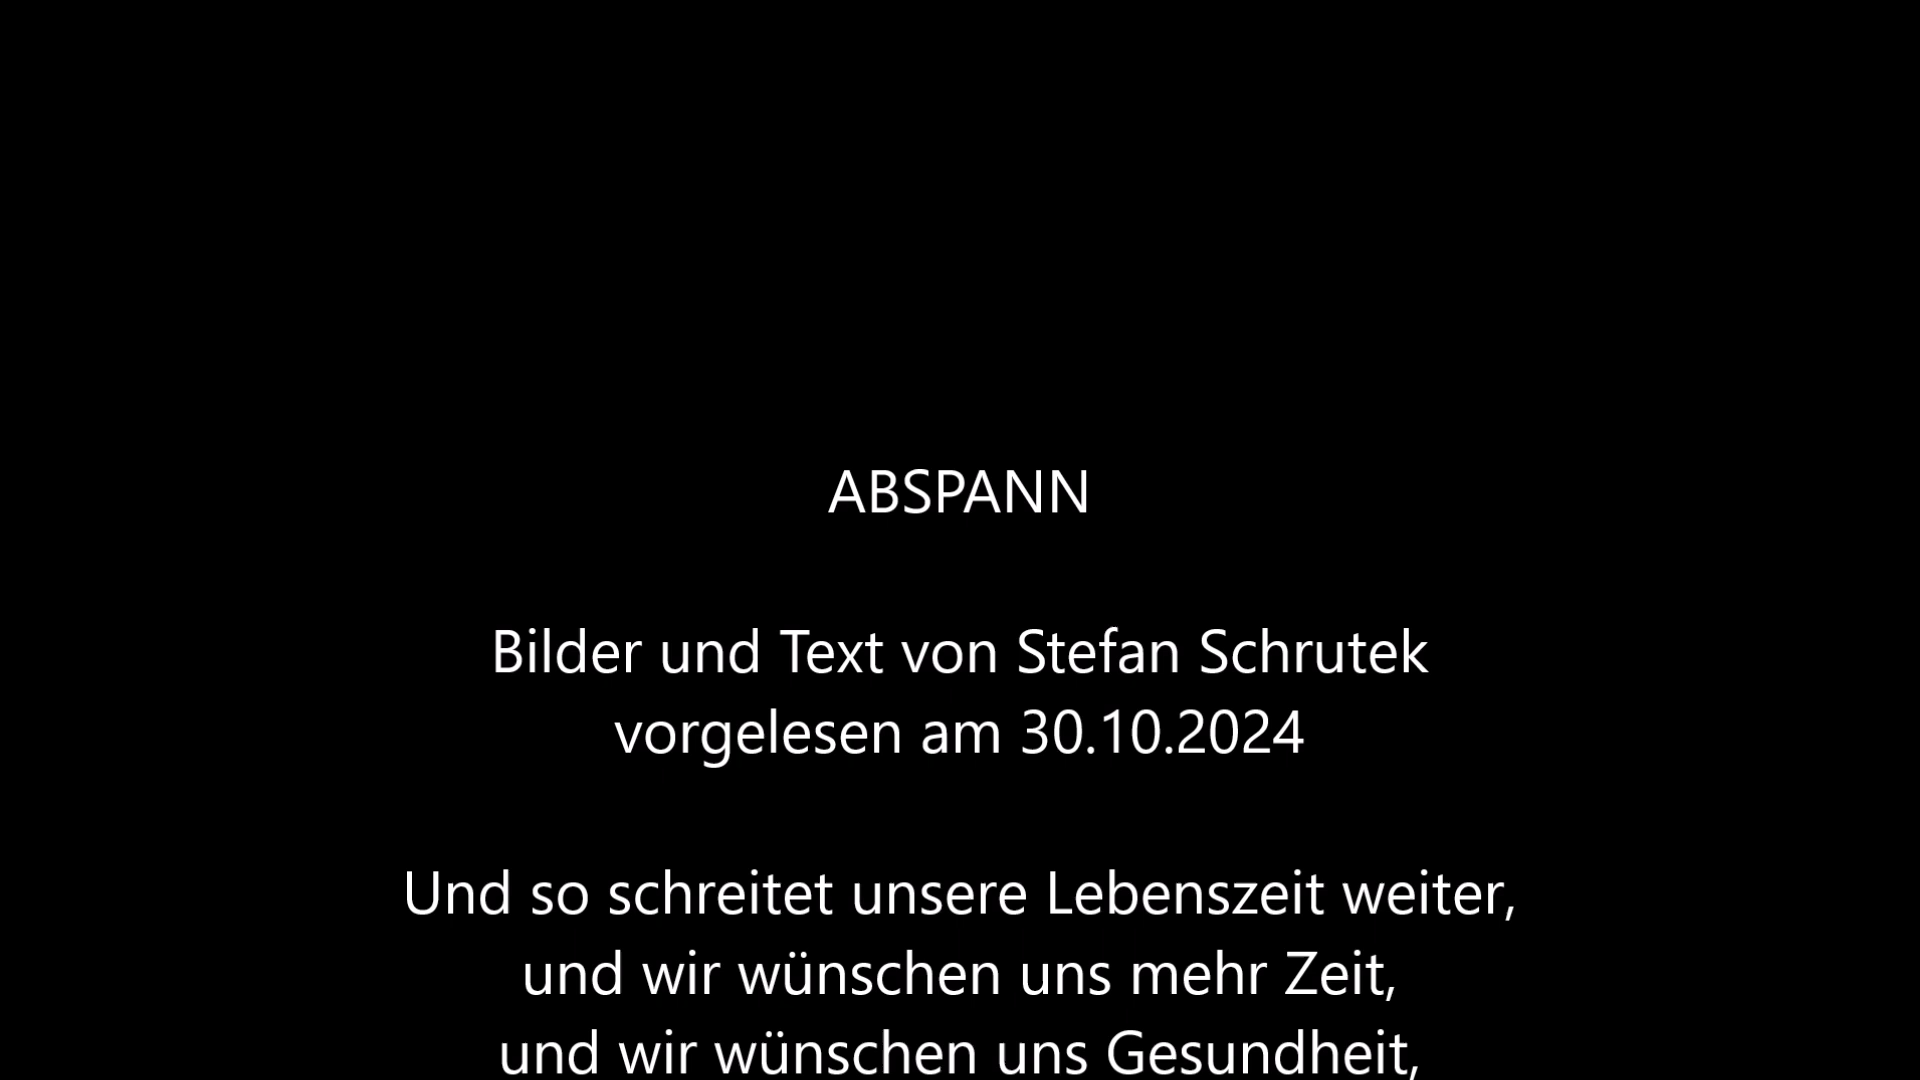 ABSPANN
Bilder und Text von Stefan Schrutek
vorgelesen am 30.10.2024
Und so schreitet unsere Lebenszeit weiter,
und wir wünschen uns mehr Zeit,
und wir wünschen uns Gesundheit,